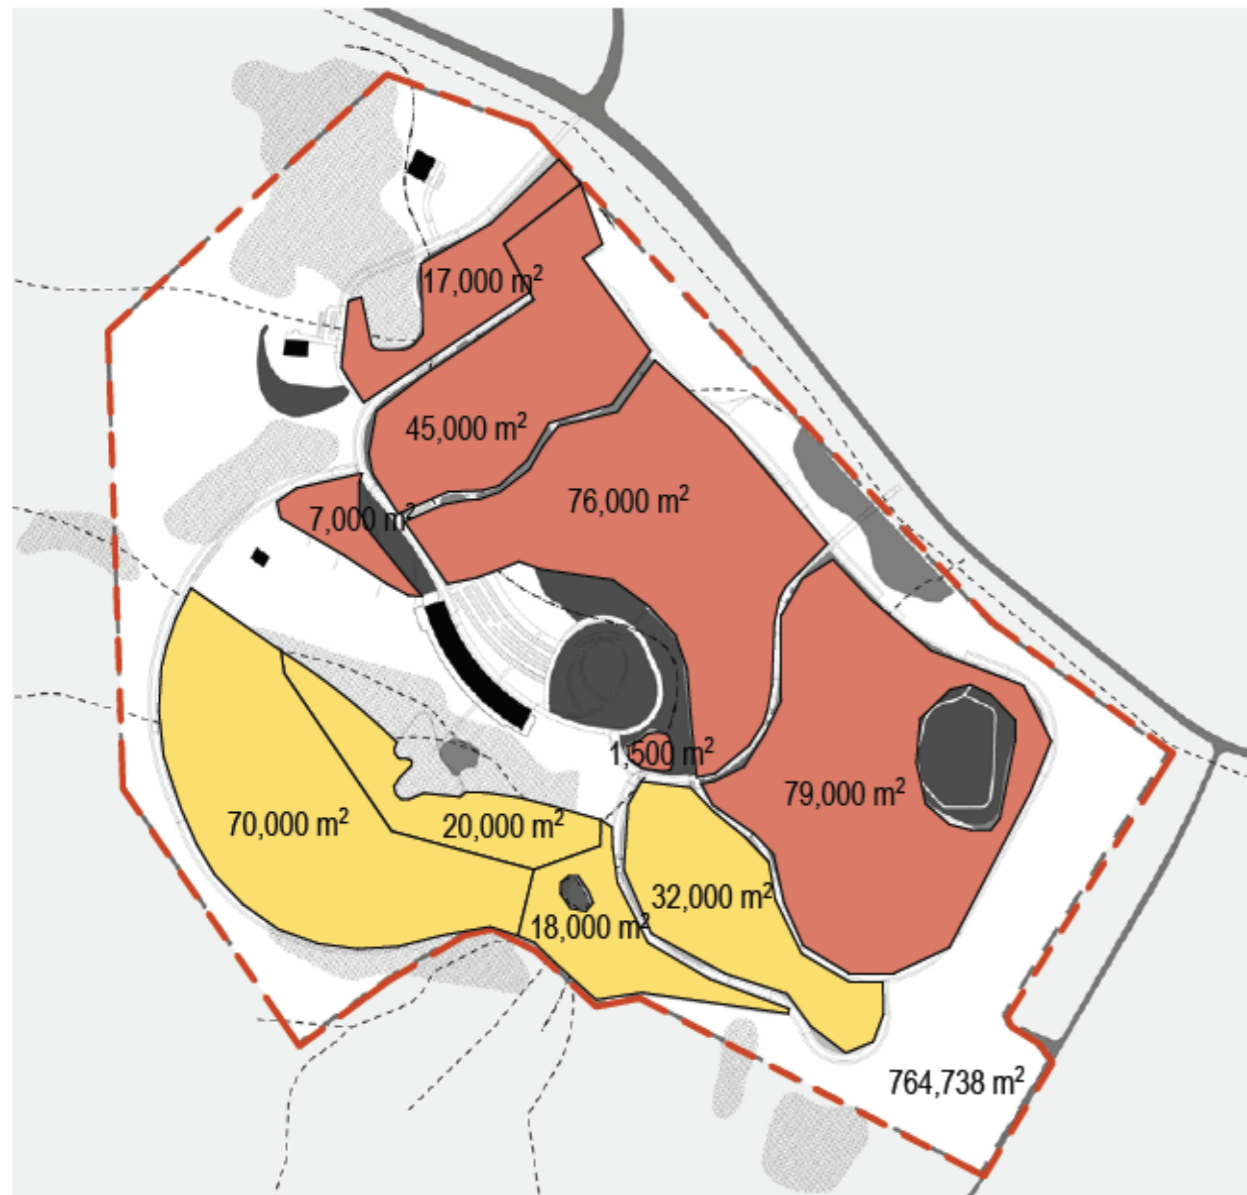 17,000 m²
45,000 m²
76,000 m²
7,000 m²
1,500 m²
79,000 m²
70,000 m²
20,000 m²
32,000 m²
18,000 m²
764,738 m²